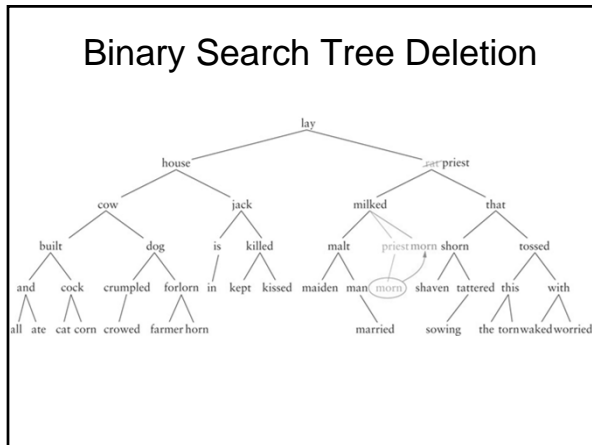 Binary Search Tree Deletion
lay
house rat priest
cow jack milked that
built dog is killed malt priest morn shorn tossed
and cock crumpled forlorn in kept kissed maiden man morn shaven tattered this with
all ate cat corn crowed farmer horn married sowing the torn waked worried